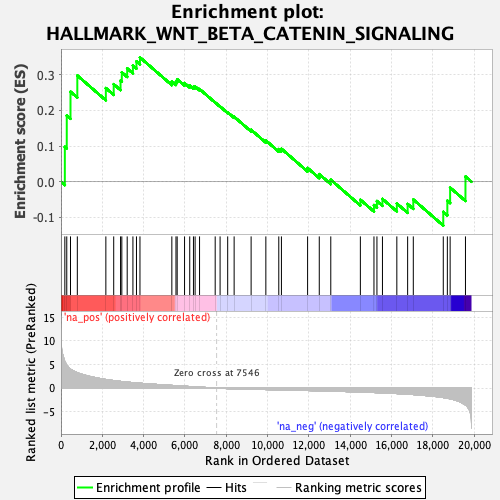 Enrichment plot:
HALLMARK_WNT_BETA_CATENIN_SIGNALING
Enrichment score (ES)
0.3
0.2
0.1
0.0
-0.1
'na_pos' (positively correlated)
Ranked list metric (PreRanked)
15
10
5
0
-5
Zero cross at 7546
'na_neg' (negatively correlated)
0 2,000 4,000 6,000 8,000 10,000 12,000 14,000 16,000 18,000 20,000
Rank in Ordered Dataset
Enrichment profile Hits Ranking metric scores